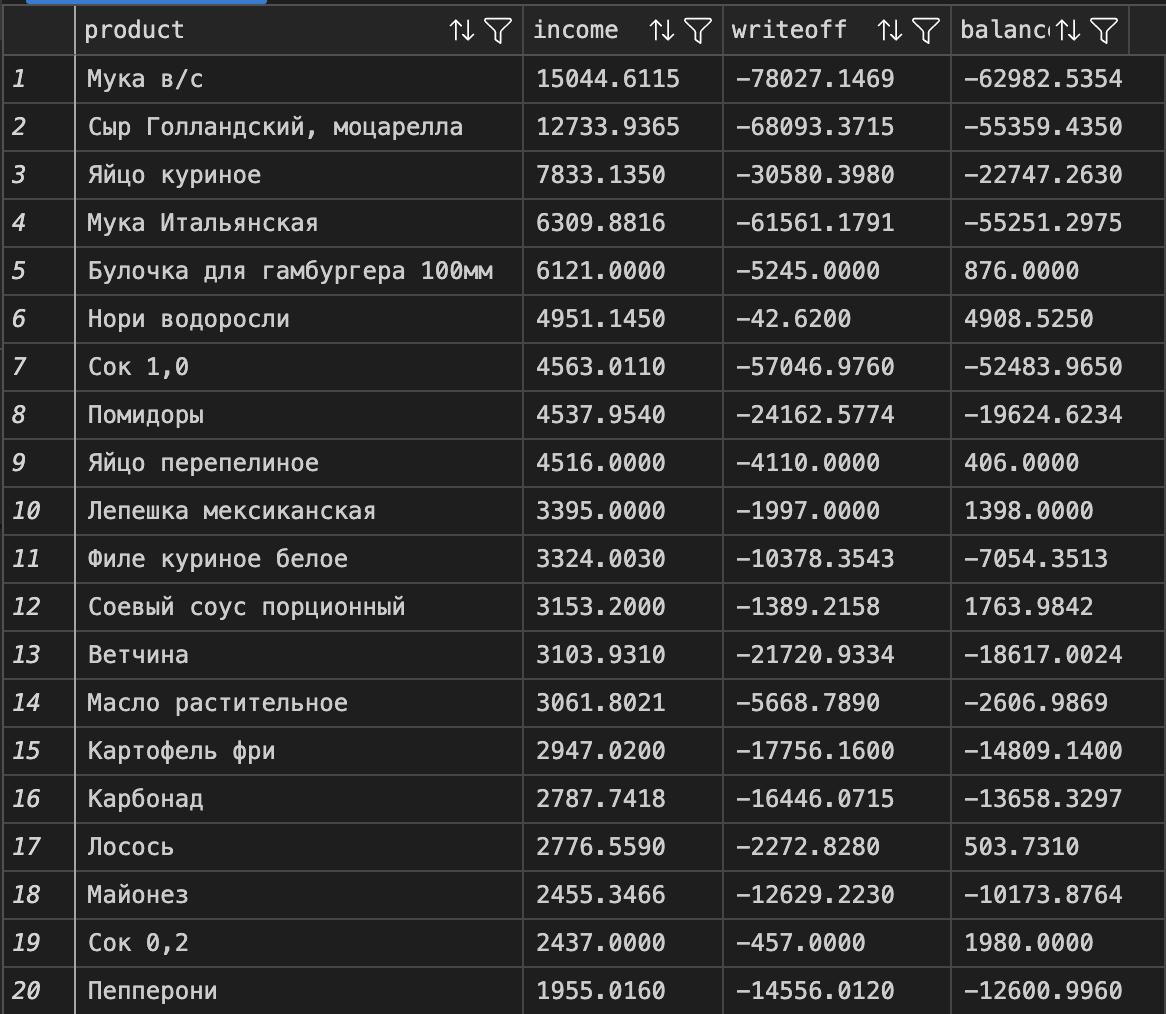 product income writeoff balanc
1 Мука в/с 15044.6115 -78027.1469 -62982.5354
2 Сыр Голландский, моцарелла 12733.9365 -68093.3715 -55359.4350
3 Яйцо куриное 7833.1350 -30580.3980 -22747.2630
4 Мука Итальянская 6309.8816 -61561.1791 -55251.2975
5 Булочка для гамбургера 100мм 6121.0000 -5245.0000 876.0000
6 Нори водоросли 4951.1450 -42.6200 4908.5250
7 Сок 1,0 4563.0110 -57046.9760 -52483.9650
8 Помидоры 4537.9540 -24162.5774 -19624.6234
9 Яйцо перепелиное 4516.0000 -4110.0000 406.0000
10 Лепешка мексиканская 3395.0000 -1997.0000 1398.0000
11 Филе куриное белое 3324.0030 -10378.3543 -7054.3513
12 Соевый соус порционный 3153.2000 -1389.2158 1763.9842
13 Ветчина 3103.9310 -21720.9334 -18617.0024
14 Масло растительное 3061.8021 -5668.7890 -2606.9869
15 Картофель фри 2947.0200 -17756.1600 -14809.1400
16 Карбонад 2787.7418 -16446.0715 -13658.3297
17 Лосось 2776.5590 -2272.8280 503.7310
18 Майонез 2455.3466 -12629.2230 -10173.8764
19 Сок 0,2 2437.0000 -457.0000 1980.0000
20 Пепперони 1955.0160 -14556.0120 -12600.9960